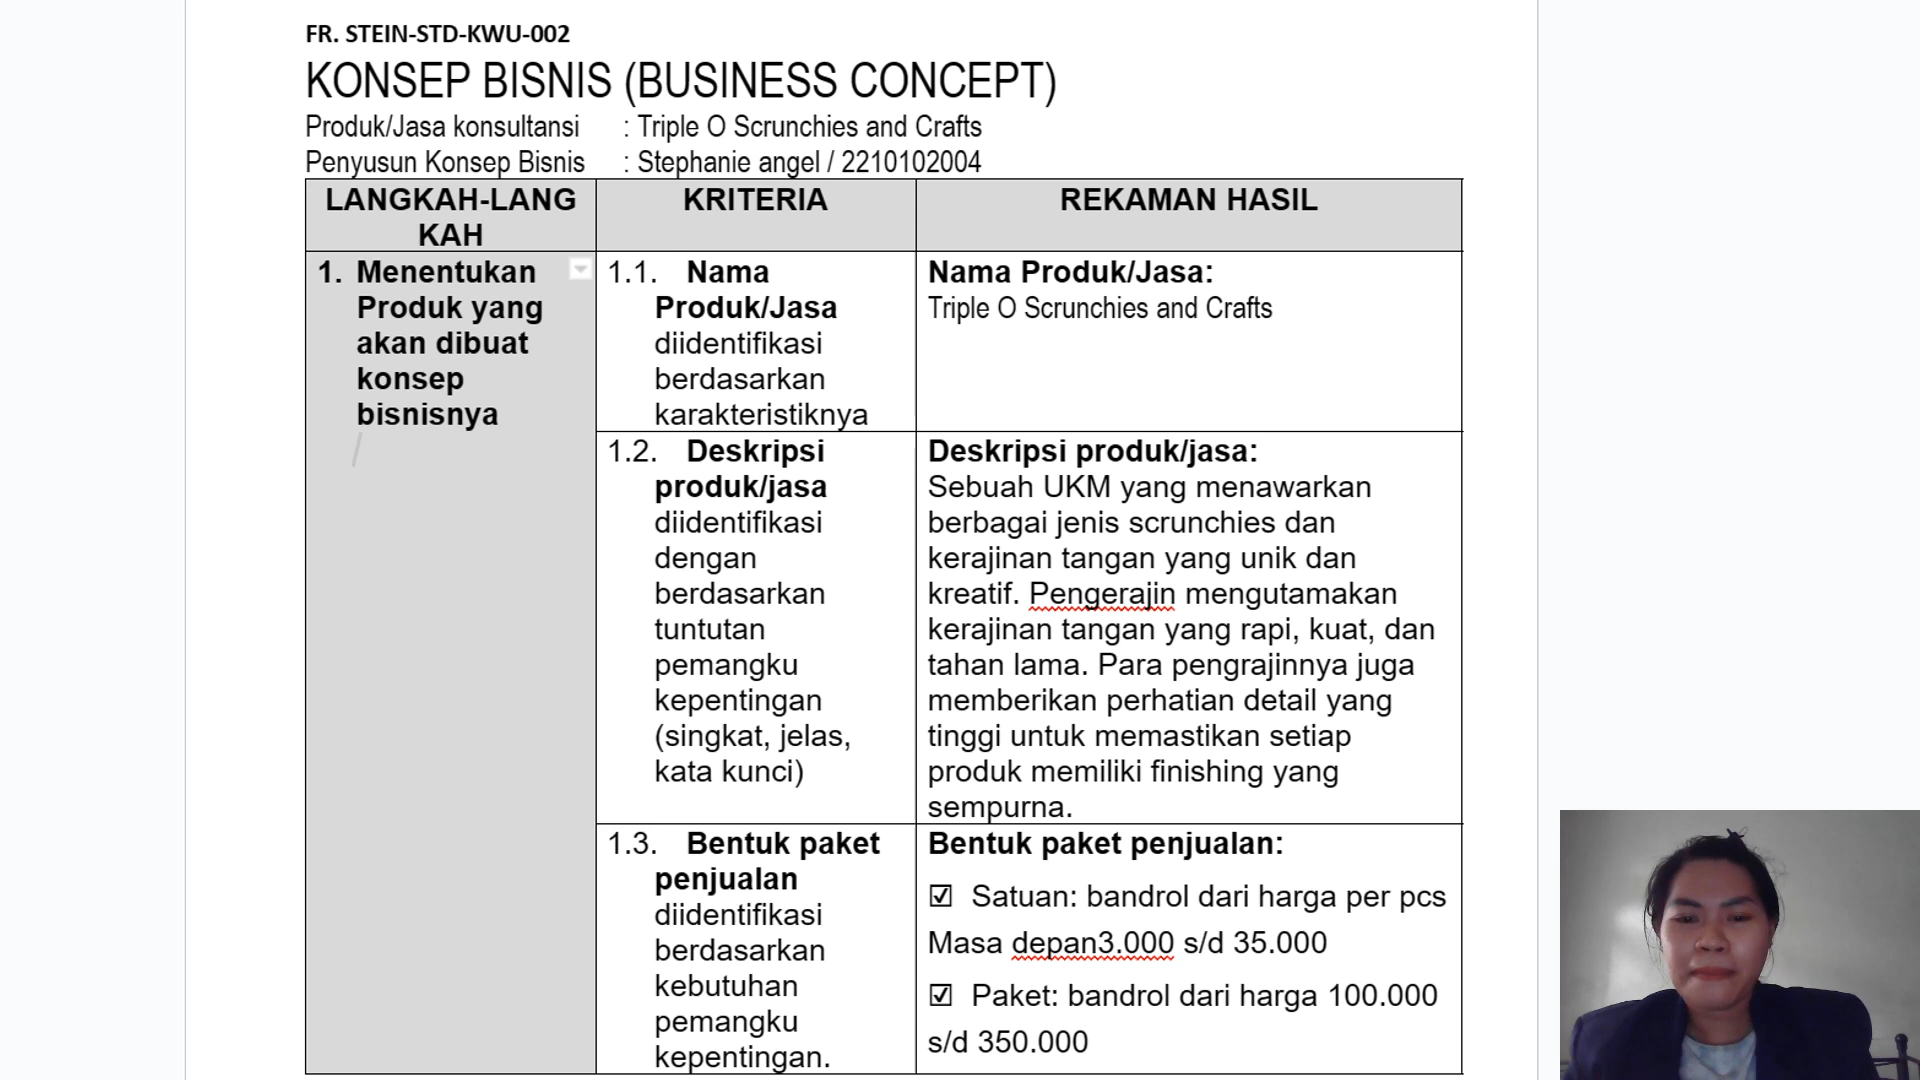 FR. STEIN-STD-KWU-002
KONSEP BISNIS (BUSINESS CONCEPT)
Produk/Jasa konsultansi : Triple O Scrunchies and Crafts
Penyusun Konsep Bisnis : Stephanie angel / 2210102004
LANGKAH-LANG
KAH
KRITERIA
REKAMAN HASIL
1. Menentukan
Produk yang
akan dibuat
konsep
bisnisnya
1.1. Nama
Produk/Jasa
diidentifikasi
berdasarkan
karakteristiknya
Nama Produk/Jasa:
Triple O Scrunchies and Crafts
1.2. Deskripsi
produk/jasa
diidentifikasi
dengan
berdasarkan
tuntutan
pemangku
kepentingan
(singkat, jelas,
kata kunci)
Deskripsi produk/jasa:
Sebuah UKM yang menawarkan
berbagai jenis scrunchies dan
kerajinan tangan yang unik dan
kreatif. Pengerajin mengutamakan
kerajinan tangan yang rapi, kuat, dan
tahan lama. Para pengrajinnya juga
memberikan perhatian detail yang
tinggi untuk memastikan setiap
produk memiliki finishing yang
sempurna.
1.3. Bentuk paket
penjualan
diidentifikasi
berdasarkan
kebutuhan
pemangku
kepentingan.
Bentuk paket penjualan:
☑ Satuan: bandrol dari harga per pcs
Masa depan3.000 s/d 35.000
☑ Paket: bandrol dari harga 100.000
s/d 350.000